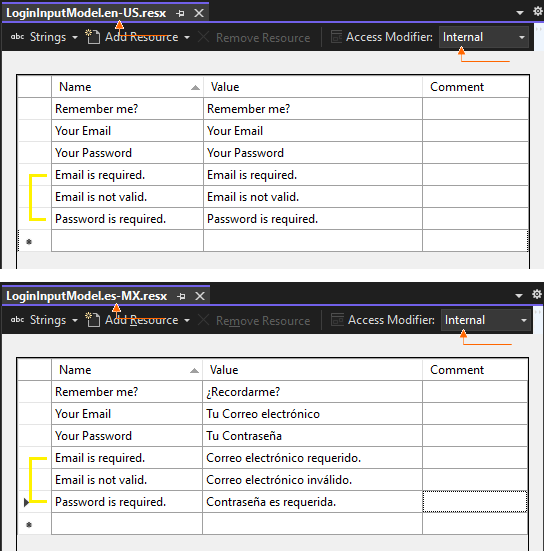 LoginInputModel.en-US.resx
abc Strings Add Resource Remove Resource Access Modifier: Internal
Name Value Comment
Remember me? Remember me?
Your Email Your Email
Your Password Your Password
Email is required. Email is required.
Email is not valid. Email is not valid.
Password is required. Password is required.
LoginInputModel.es-MX.resx
abc Strings Add Resource Remove Resource Access Modifier: Internal
Name Value Comment
Remember me? ¿Recordarme?
Your Email Tu Correo electrónico
Your Password Tu Contraseña
Email is required. Correo electrónico requerido.
Email is not valid. Correo electrónico inválido.
Password is required. Contraseña es requerida.